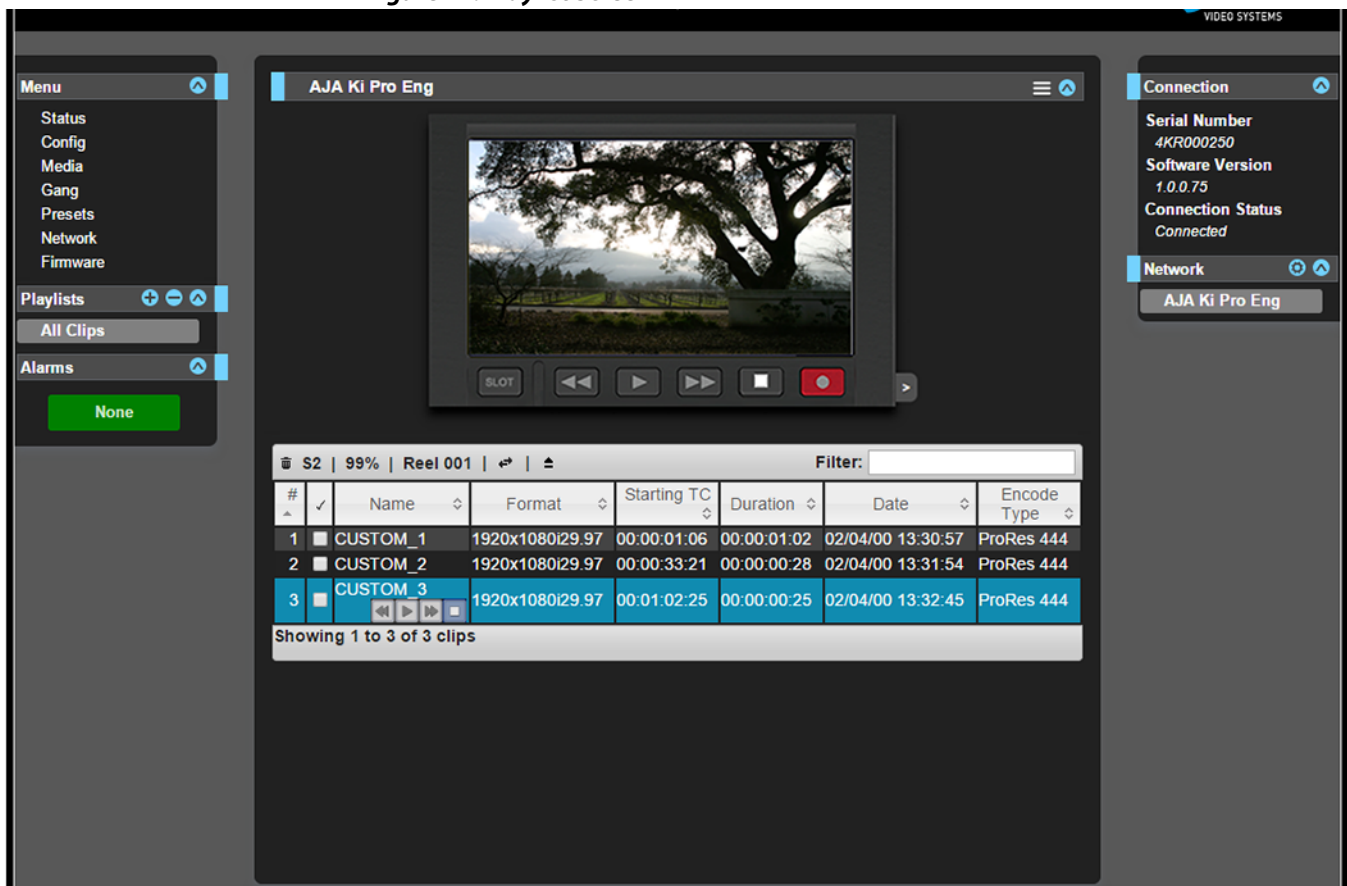 VIDEO SYSTEMS
Menu
Status
Config
Media
Gang
Presets
Network
Firmware
Playlists
All Clips
Alarms
None
AJA Ki Pro Eng
SLOT
>
S2 | 99% | Reel 001 | |
Filter:
# ✓ Name Format Starting TC Duration Date Encode Type
1 CUSTOM_1 1920x1080i29.97 00:00:01:06 00:00:01:02 02/04/00 13:30:57 ProRes 444
2 CUSTOM_2 1920x1080i29.97 00:00:33:21 00:00:00:28 02/04/00 13:31:54 ProRes 444
3 CUSTOM_3 1920x1080i29.97 00:01:02:25 00:00:00:25 02/04/00 13:32:45 ProRes 444
Showing 1 to 3 of 3 clips
Connection
Serial Number
4KR000250
Software Version
1.0.0.75
Connection Status
Connected
Network
AJA Ki Pro Eng